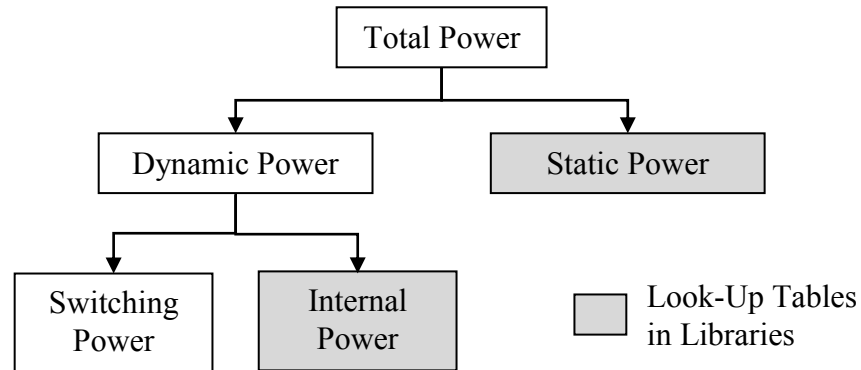 Total Power
Dynamic Power
Static Power
Switching
Power
Internal
Power
Look-Up Tables
in Libraries